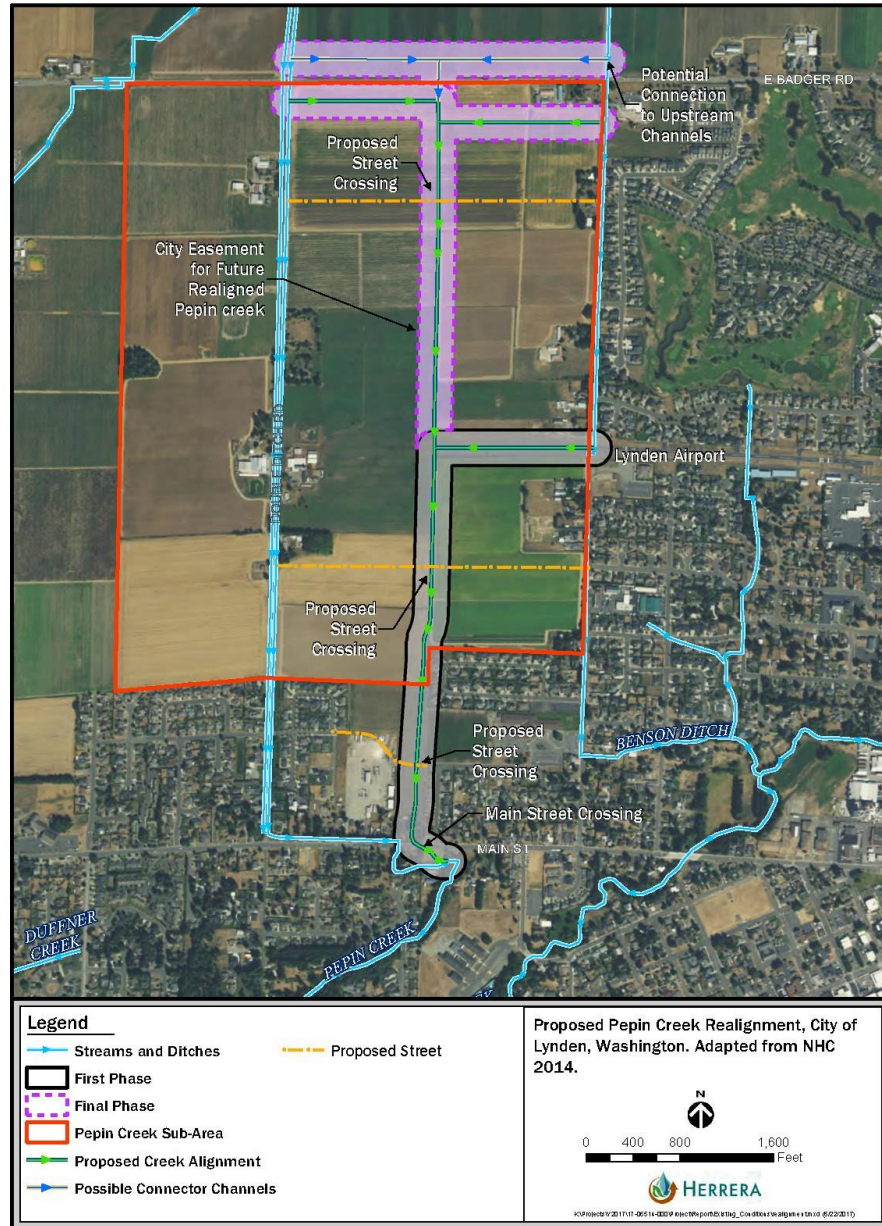 E BADGER RD
Potential
Connection
to Upstream
Channels
Proposed
Street
Crossing
City Easement
for Future
Realigned
Pepin creek
Lynden Airport
Proposed
Street
Crossing
Proposed
Street
Crossing
BENSON DITCH
Main Street Crossing
MAIN ST
DUFFNER
CREEK
PEPIN CREEK
Legend
Streams and Ditches
Proposed Street
First Phase
Final Phase
Pepin Creek Sub-Area
Proposed Creek Alignment
Possible Connector Channels
Proposed Pepin Creek Realignment, City of
Lynden, Washington. Adapted from NHC
2014.
N
0 400 800 1,600
Feet
HERRERA